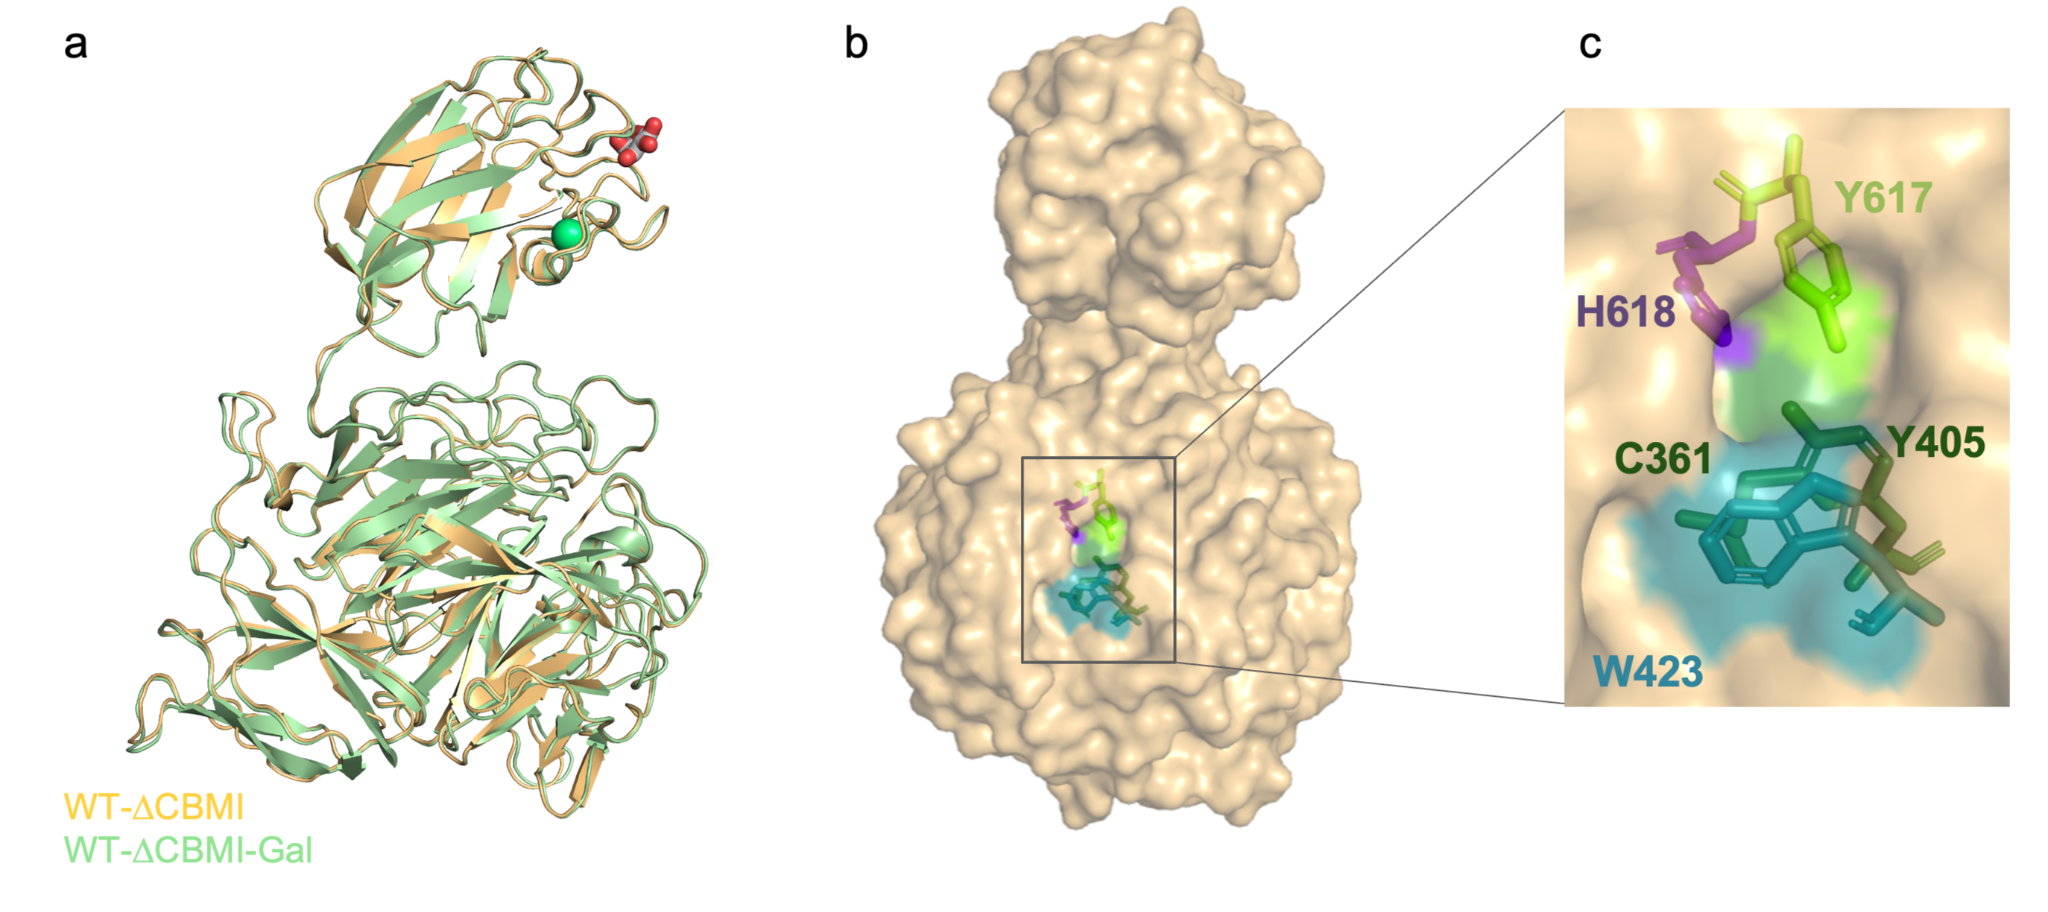 a
b
c
Y617
H618
C361
Y405
W423
WT-ΔCBMI
WT-ΔCBMI-Gal